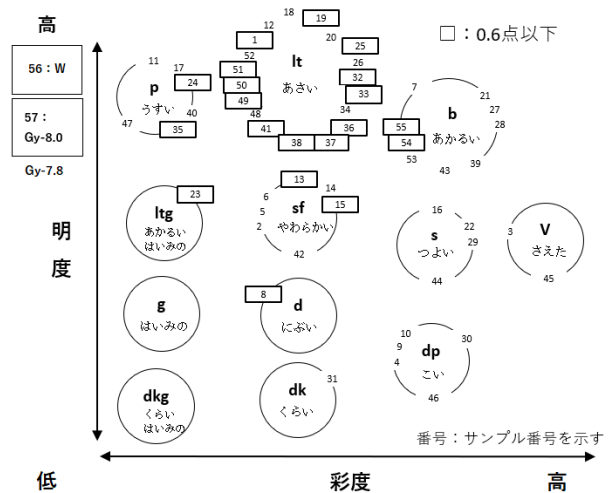 高
18
19
12
1
20
25
□：0.6点以下
56：W
57：
Gy-8.0
Gy-7.8
11
17
p
24
うすい
40
47
35
52
lt
26
51
あさい
32
50
33
49
48
34
41
36
38
37
7
21
b
27
28
55
あかるい
54
53
39
43
明
度
23
ltg
あかるい
はいみの
13
6
14
sf
15
5
やわらかい
2
42
16
s
22
つよい
29
44
V
3
さえた
45
g
はいみの
8
d
にぶい
10
30
9
dp
4
こい
46
dkg
くらい
はいみの
31
dk
くらい
番号：サンプル番号を示す
低
彩度
高